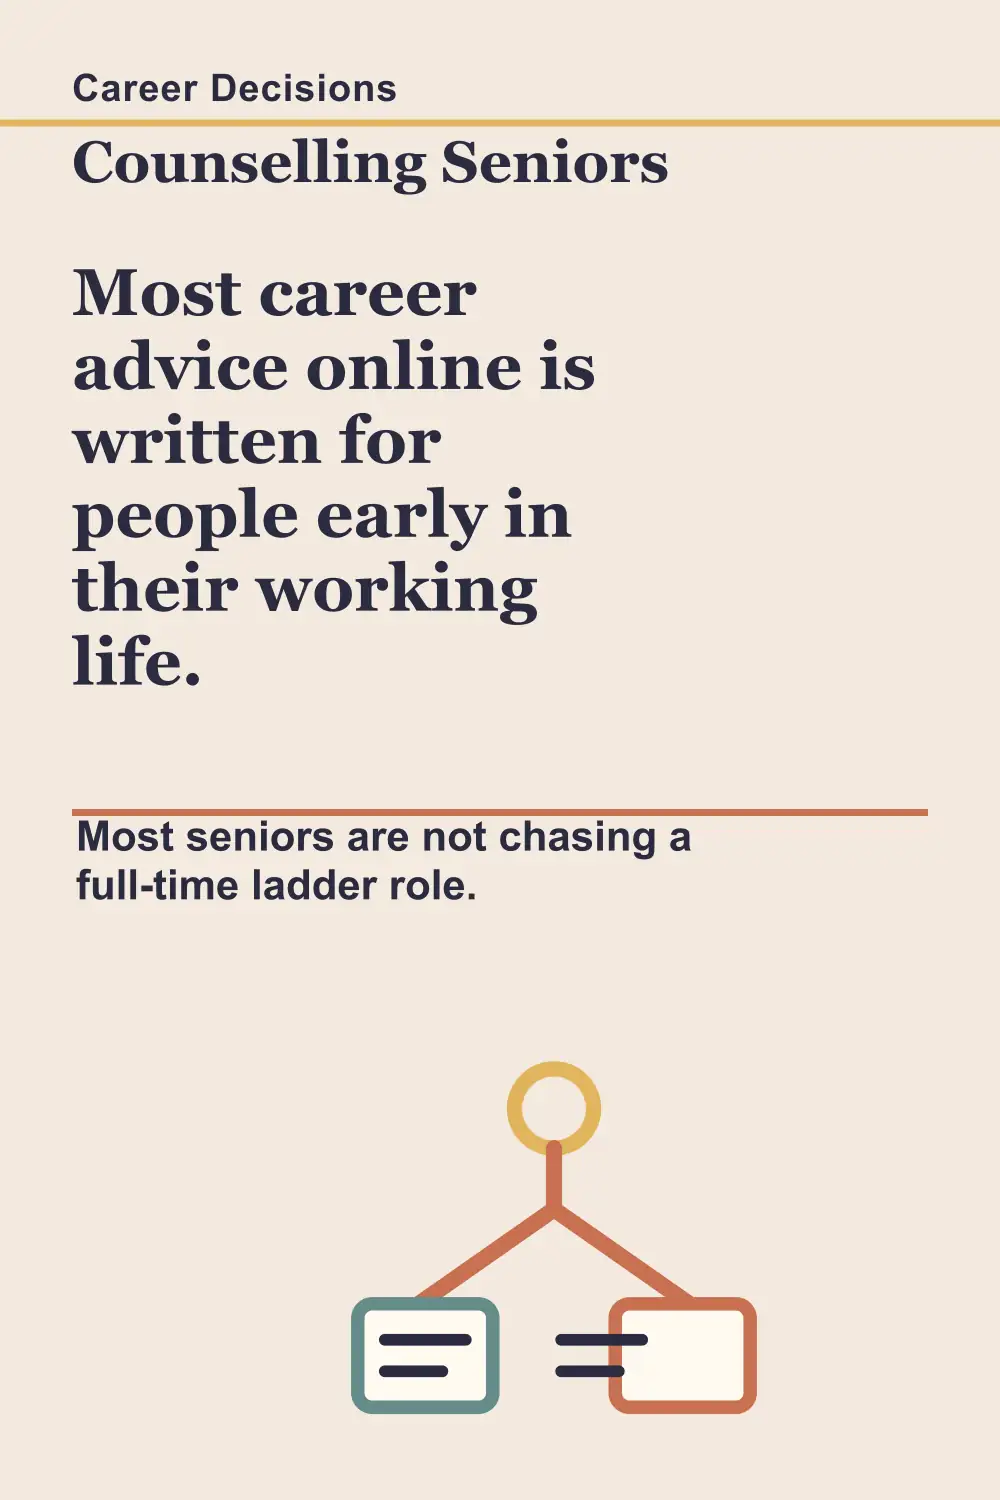 Career Decisions
Counselling Seniors
Most career
advice online is
written for
people early in
their working
life.
Most seniors are not chasing a
full-time ladder role.